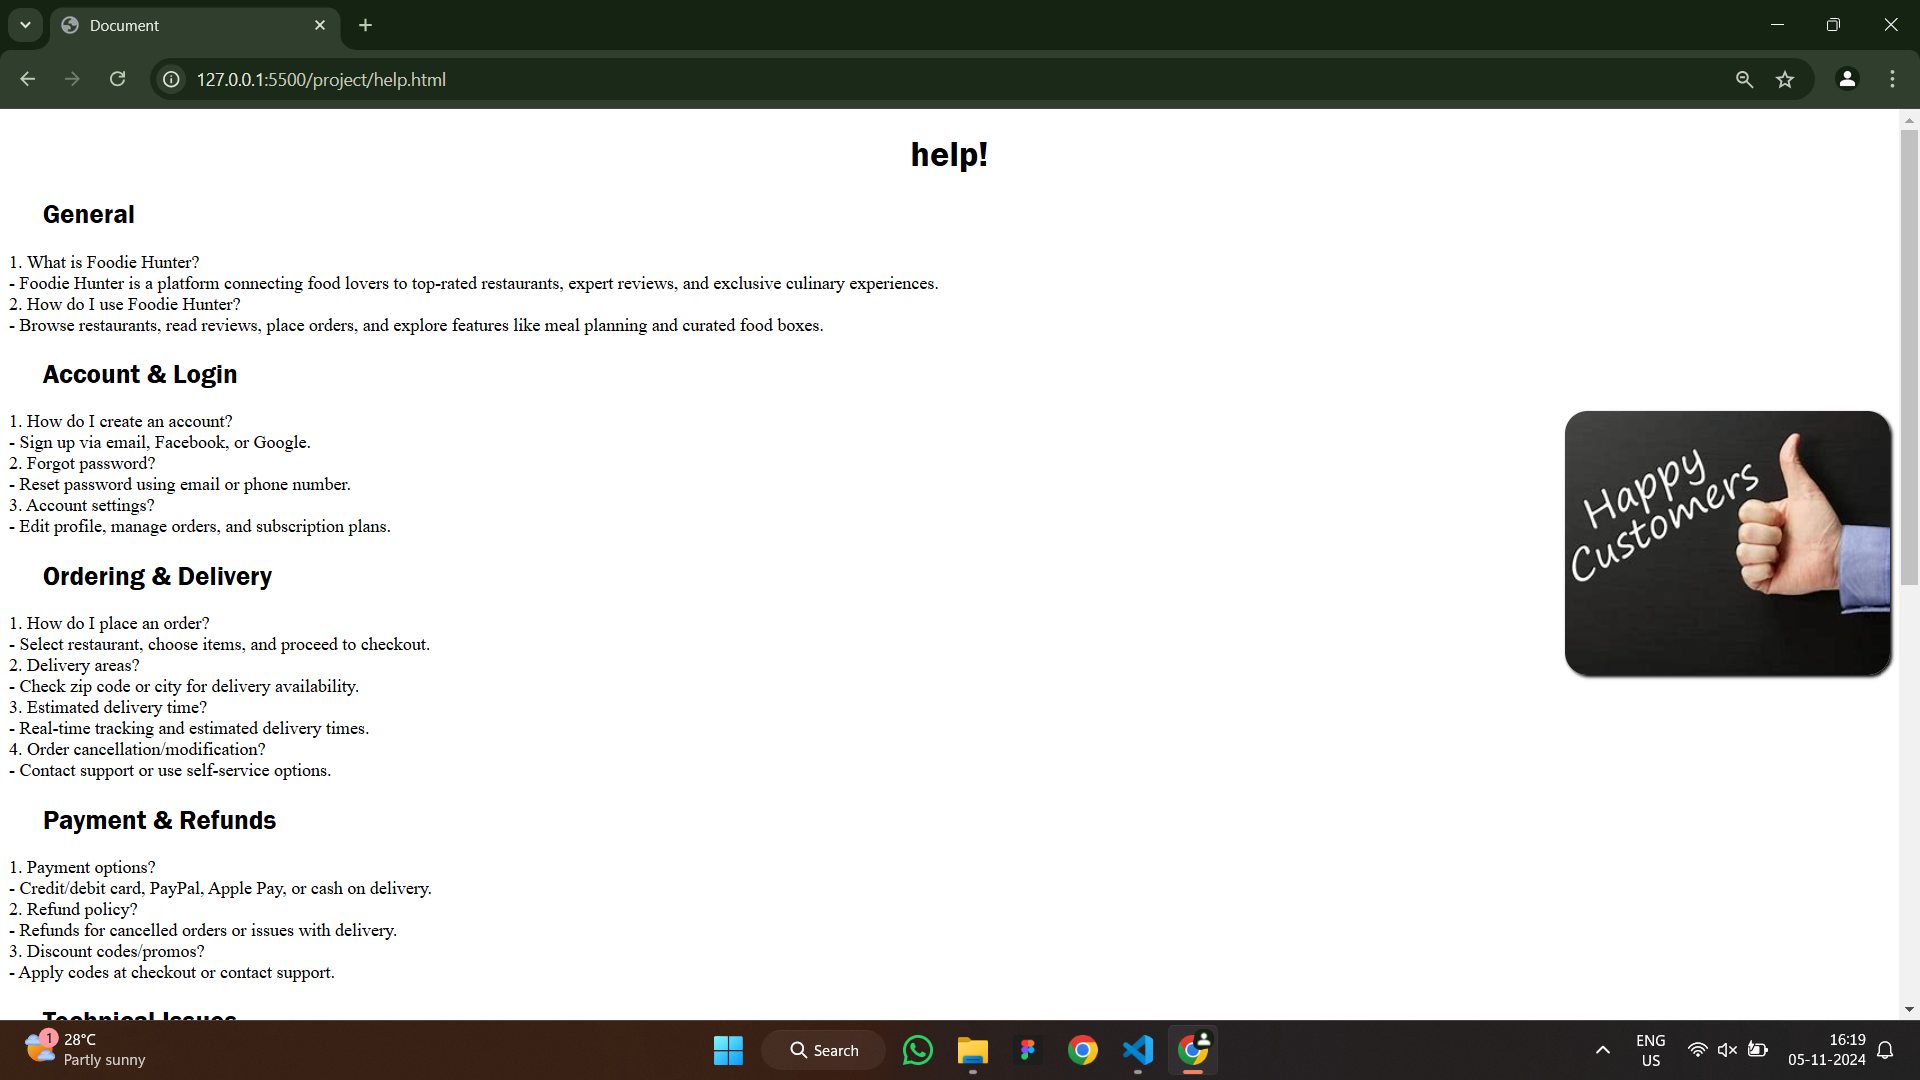 Document
127.0.0.1:5500/project/help.html
help!
General
1. What is Foodie Hunter?
- Foodie Hunter is a platform connecting food lovers to top-rated restaurants, expert reviews, and exclusive culinary experiences.
2. How do I use Foodie Hunter?
- Browse restaurants, read reviews, place orders, and explore features like meal planning and curated food boxes.
Account & Login
1. How do I create an account?
- Sign up via email, Facebook, or Google.
2. Forgot password?
- Reset password using email or phone number.
3. Account settings?
- Edit profile, manage orders, and subscription plans.
Happy
Customers
Ordering & Delivery
1. How do I place an order?
- Select restaurant, choose items, and proceed to checkout.
2. Delivery areas?
- Check zip code or city for delivery availability.
3. Estimated delivery time?
- Real-time tracking and estimated delivery times.
4. Order cancellation/modification?
- Contact support or use self-service options.
Payment & Refunds
1. Payment options?
- Credit/debit card, PayPal, Apple Pay, or cash on delivery.
2. Refund policy?
- Refunds for cancelled orders or issues with delivery.
3. Discount codes/promos?
- Apply codes at checkout or contact support.
Technical Issues
1
28°C
Partly sunny
Search
ENG
US
16:19
05-11-2024